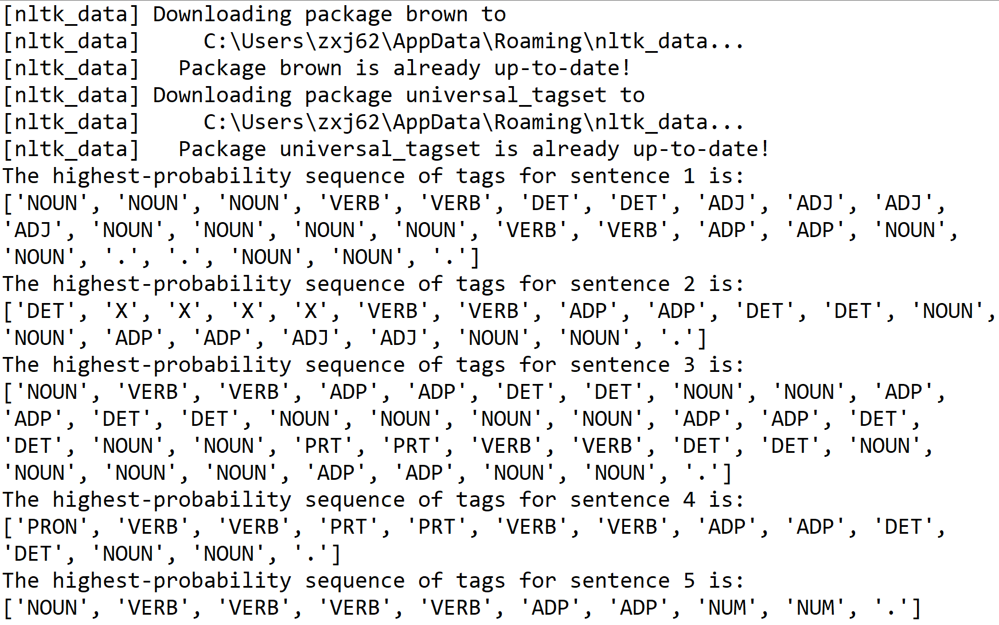 [nltk_data] Downloading package brown to
[nltk_data]     C:\Users\zxj62\AppData\Roaming\nltk_data...
[nltk_data]   Package brown is already up-to-date!
[nltk_data] Downloading package universal_tagset to
[nltk_data]     C:\Users\zxj62\AppData\Roaming\nltk_data...
[nltk_data]   Package universal_tagset is already up-to-date!
The highest-probability sequence of tags for sentence 1 is:
['NOUN', 'NOUN', 'NOUN', 'VERB', 'VERB', 'DET', 'DET', 'ADJ', 'ADJ', 'ADJ',
'ADJ', 'NOUN', 'NOUN', 'NOUN', 'NOUN', 'VERB', 'VERB', 'ADP', 'ADP', 'NOUN',
'NOUN', '.', '.', 'NOUN', 'NOUN', '.']
The highest-probability sequence of tags for sentence 2 is:
['DET', 'X', 'X', 'X', 'X', 'VERB', 'VERB', 'ADP', 'ADP', 'DET', 'DET', 'NOUN',
'NOUN', 'ADP', 'ADP', 'ADJ', 'ADJ', 'NOUN', 'NOUN', '.']
The highest-probability sequence of tags for sentence 3 is:
['NOUN', 'VERB', 'VERB', 'ADP', 'ADP', 'DET', 'DET', 'NOUN', 'NOUN', 'ADP',
'ADP', 'DET', 'DET', 'NOUN', 'NOUN', 'NOUN', 'NOUN', 'ADP', 'ADP', 'DET',
'DET', 'NOUN', 'NOUN', 'PRT', 'PRT', 'VERB', 'VERB', 'DET', 'DET', 'NOUN',
'NOUN', 'NOUN', 'NOUN', 'ADP', 'ADP', 'NOUN', 'NOUN', '.']
The highest-probability sequence of tags for sentence 4 is:
['PRON', 'VERB', 'VERB', 'PRT', 'PRT', 'VERB', 'VERB', 'ADP', 'ADP', 'DET',
'DET', 'NOUN', 'NOUN', '.']
The highest-probability sequence of tags for sentence 5 is:
['NOUN', 'VERB', 'VERB', 'VERB', 'VERB', 'ADP', 'ADP', 'NUM', 'NUM', '.']